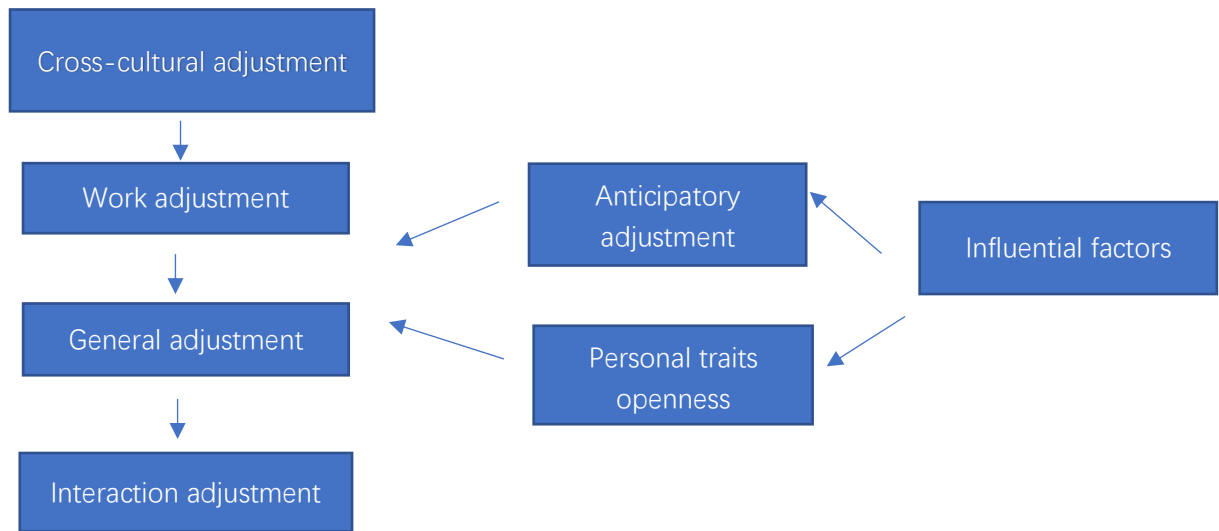 Cross-cultural adjustment
Work adjustment
General adjustment
Interaction adjustment
Anticipatory
adjustment
Personal traits
openness
Influential factors